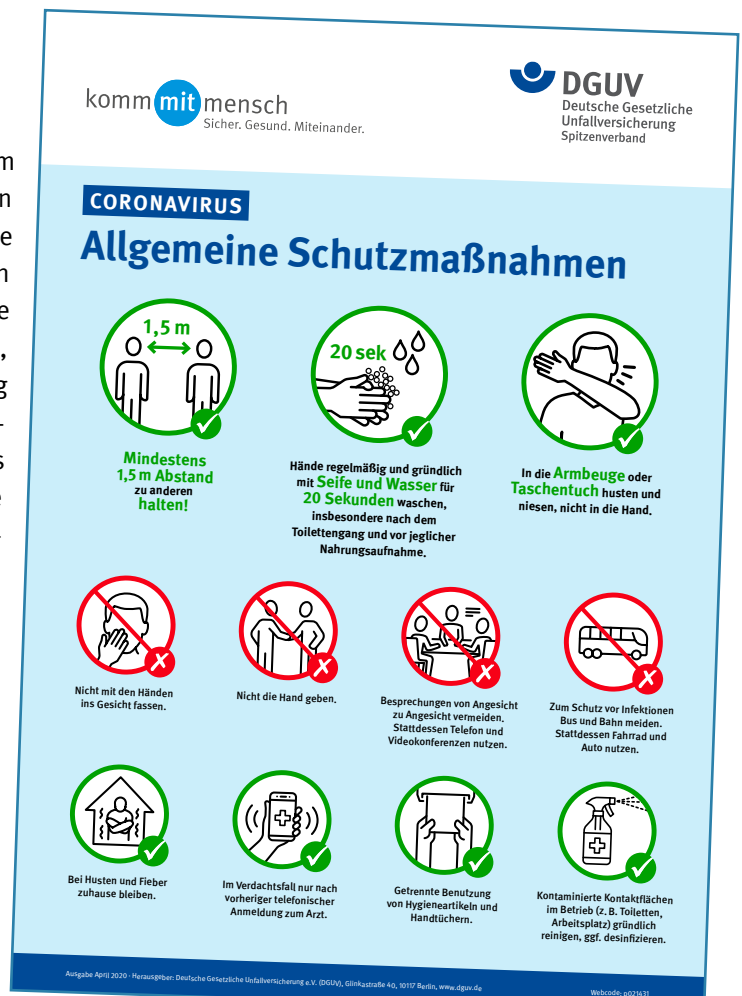 m
n
e
n
e
,
g
-
s
e
.
komm mit mensch
Sicher. Gesund. Miteinander.
DGUV
Deutsche Gesetzliche
Unfallversicherung
Spitzenverband
CORONAVIRUS
Allgemeine Schutzmaßnahmen
1,5 m
Mindestens
1,5 m Abstand
zu anderen
halten!
20 sek
Hände regelmäßig und gründlich
mit Seife und Wasser für
20 Sekunden waschen,
insbesondere nach dem
Toilettengang und vor jeglicher
Nahrungsaufnahme.
In die Armbeuge oder
Taschentuch husten und
niesen, nicht in die Hand.
Nicht mit den Händen
ins Gesicht fassen.
Nicht die Hand geben.
Besprechungen von Angesicht
zu Angesicht vermeiden.
Stattdessen Telefon und
Videokonferenzen nutzen.
Zum Schutz vor Infektionen
Bus und Bahn meiden.
Stattdessen Fahrrad und
Auto nutzen.
Bei Husten und Fieber
zuhause bleiben.
Im Verdachtsfall nur nach
vorheriger telefonischer
Anmeldung zum Arzt.
Getrennte Benutzung
von Hygieneartikeln und
Handtüchern.
Kontaminierte Kontaktflächen
im Betrieb (z. B. Toiletten,
Arbeitsplatz) gründlich
reinigen, ggf. desinfizieren.
Ausgabe April 2020 · Herausgeber: Deutsche Gesetzliche Unfallversicherung e.V. (DGUV), Glinkastraße 40, 10117 Berlin, www.dguv.de
Webcode: p021431